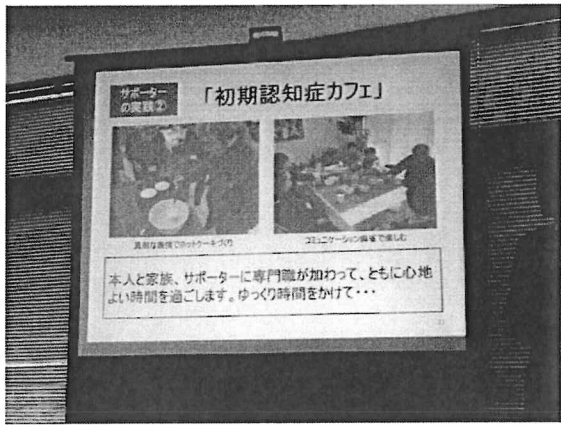 サポーター
の実践②
「初期認知症カフェ」
真剣な表情でホットケーキづくり
コミュニケーション麻雀で楽しむ
本人と家族、サポーターに専門職が加わって、ともに心地
よい時間を過ごします。ゆっくり時間をかけて・・・